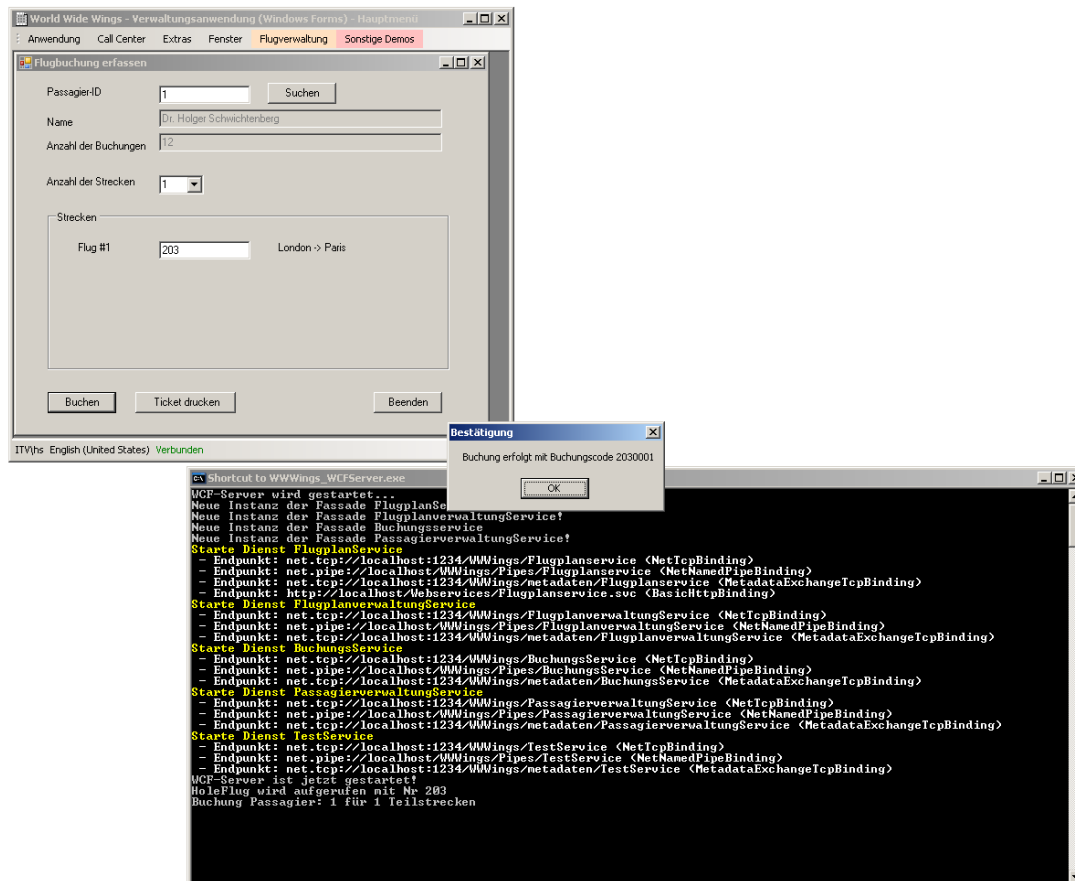 World Wide Wings - Verwaltungsanwendung (Windows Forms) - Hauptmenü
Anwendung Call Center Extras Fenster Flugverwaltung Sonstige Demos
Flugbuchung erfassen
Passagier-ID 1 Suchen
Name Dr. Holger Schwichtenberg
Anzahl der Buchungen 12
Anzahl der Strecken 1
Strecken
Flug #1 203 London -> Paris
Buchen Ticket drucken Beenden
ITV\hs English (United States) Verbunden
Bestätigung
Buchung erfolgt mit Buchungscode 2030001
OK
Shortcut to WWWings_WCFServer.exe
WCF-Server wird gestartet...
Neue Instanz der Fassade FlugplanSe
Neue Instanz der Fassade FlugplanverwaltungService!
Neue Instanz der Fassade Buchungsservice
Neue Instanz der Fassade PassagierverwaltungService!
Starte Dienst FlugplanService
- Endpunkt: net.tcp://localhost:1234/WWWings/Flugplanservice (NetTcpBinding)
- Endpunkt: net.pipe://localhost/WWWings/Pipes/Flugplanservice (NetNamedPipeBinding)
- Endpunkt: net.tcp://localhost:1234/WWWings/metadaten/Flugplanservice (MetadataExchangeTcpBinding)
- Endpunkt: http://localhost/Webservices/Flugplanservice.svc (BasicHttpBinding)
Starte Dienst FlugplanverwaltungService
- Endpunkt: net.tcp://localhost:1234/WWWings/FlugplanverwaltungService (NetTcpBinding)
- Endpunkt: net.pipe://localhost/WWWings/Pipes/FlugplanverwaltungService (NetNamedPipeBinding)
- Endpunkt: net.tcp://localhost:1234/WWWings/metadaten/FlugplanverwaltungService (MetadataExchangeTcpBinding)
Starte Dienst BuchungsService
- Endpunkt: net.tcp://localhost:1234/WWWings/BuchungsService (NetTcpBinding)
- Endpunkt: net.pipe://localhost/WWWings/Pipes/BuchungsService (NetNamedPipeBinding)
- Endpunkt: net.tcp://localhost:1234/WWWings/metadaten/BuchungsService (MetadataExchangeTcpBinding)
Starte Dienst PassagierverwaltungService
- Endpunkt: net.tcp://localhost:1234/WWWings/PassagierverwaltungService (NetTcpBinding)
- Endpunkt: net.pipe://localhost/WWWings/Pipes/PassagierverwaltungService (NetNamedPipeBinding)
- Endpunkt: net.tcp://localhost:1234/WWWings/metadaten/PassagierverwaltungService (MetadataExchangeTcpBinding)
Starte Dienst TestService
- Endpunkt: net.tcp://localhost:1234/WWWings/TestService (NetTcpBinding)
- Endpunkt: net.pipe://localhost/WWWings/Pipes/TestService (NetNamedPipeBinding)
- Endpunkt: net.tcp://localhost:1234/WWWings/metadaten/TestService (MetadataExchangeTcpBinding)
WCF-Server ist jetzt gestartet!
HoleFlug wird aufgerufen mit Nr 203
Buchung Passagier: 1 für 1 Teilstrecken